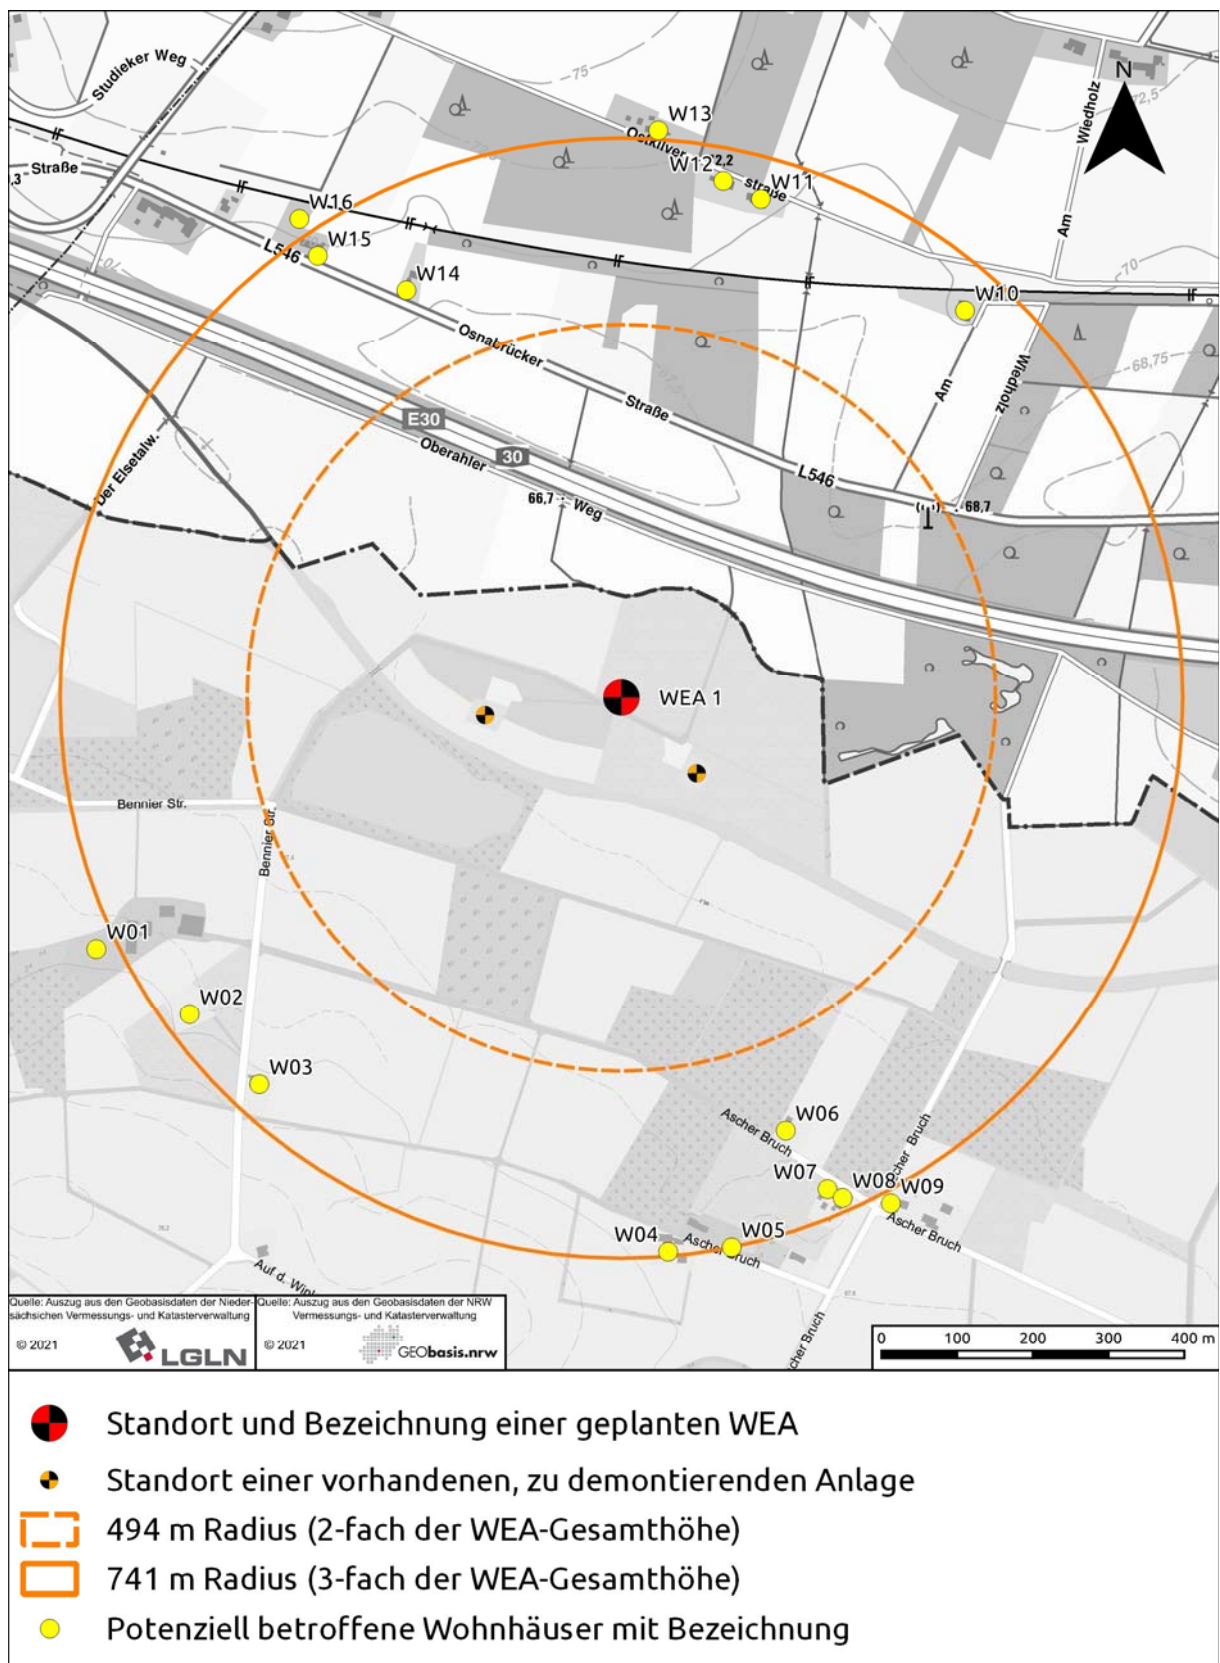 Studieker Weg
75
N
72,5
Wiedholz
W13
Ostkilver
W12
2,2
straße
W11
Straße
,3
W16
W15
L546
W14
70
Am
70
W10
Osnabrücker
67,5
68,75
Wiedholz
Am
Straße
E30
30
Oberahler
Der Elsetalw.
L546
66,7
Weg
68,7
WEA 1
Bennier Str.
Bennier Str.
W01
W02
W03
W06
Ascher Bruch
Bruch
W07
W08
W09
Ascher Bruch
W04
Ascher Bruch
W05
Auf d.
scher Bruch
Quelle: Auszug aus den Geobasisdaten der Nieder-
sächsischen Vermessungs- und Katasterverwaltung
© 2021
LGLN
Quelle: Auszug aus den Geobasisdaten der NRW
Vermessungs- und Katasterverwaltung
© 2021
GEObasis.nrw
0 100 200 300 400 m
Standort und Bezeichnung einer geplanten WEA
Standort einer vorhandenen, zu demontierenden Anlage
494 m Radius (2-fach der WEA-Gesamthöhe)
741 m Radius (3-fach der WEA-Gesamthöhe)
Potenziell betroffene Wohnhäuser mit Bezeichnung